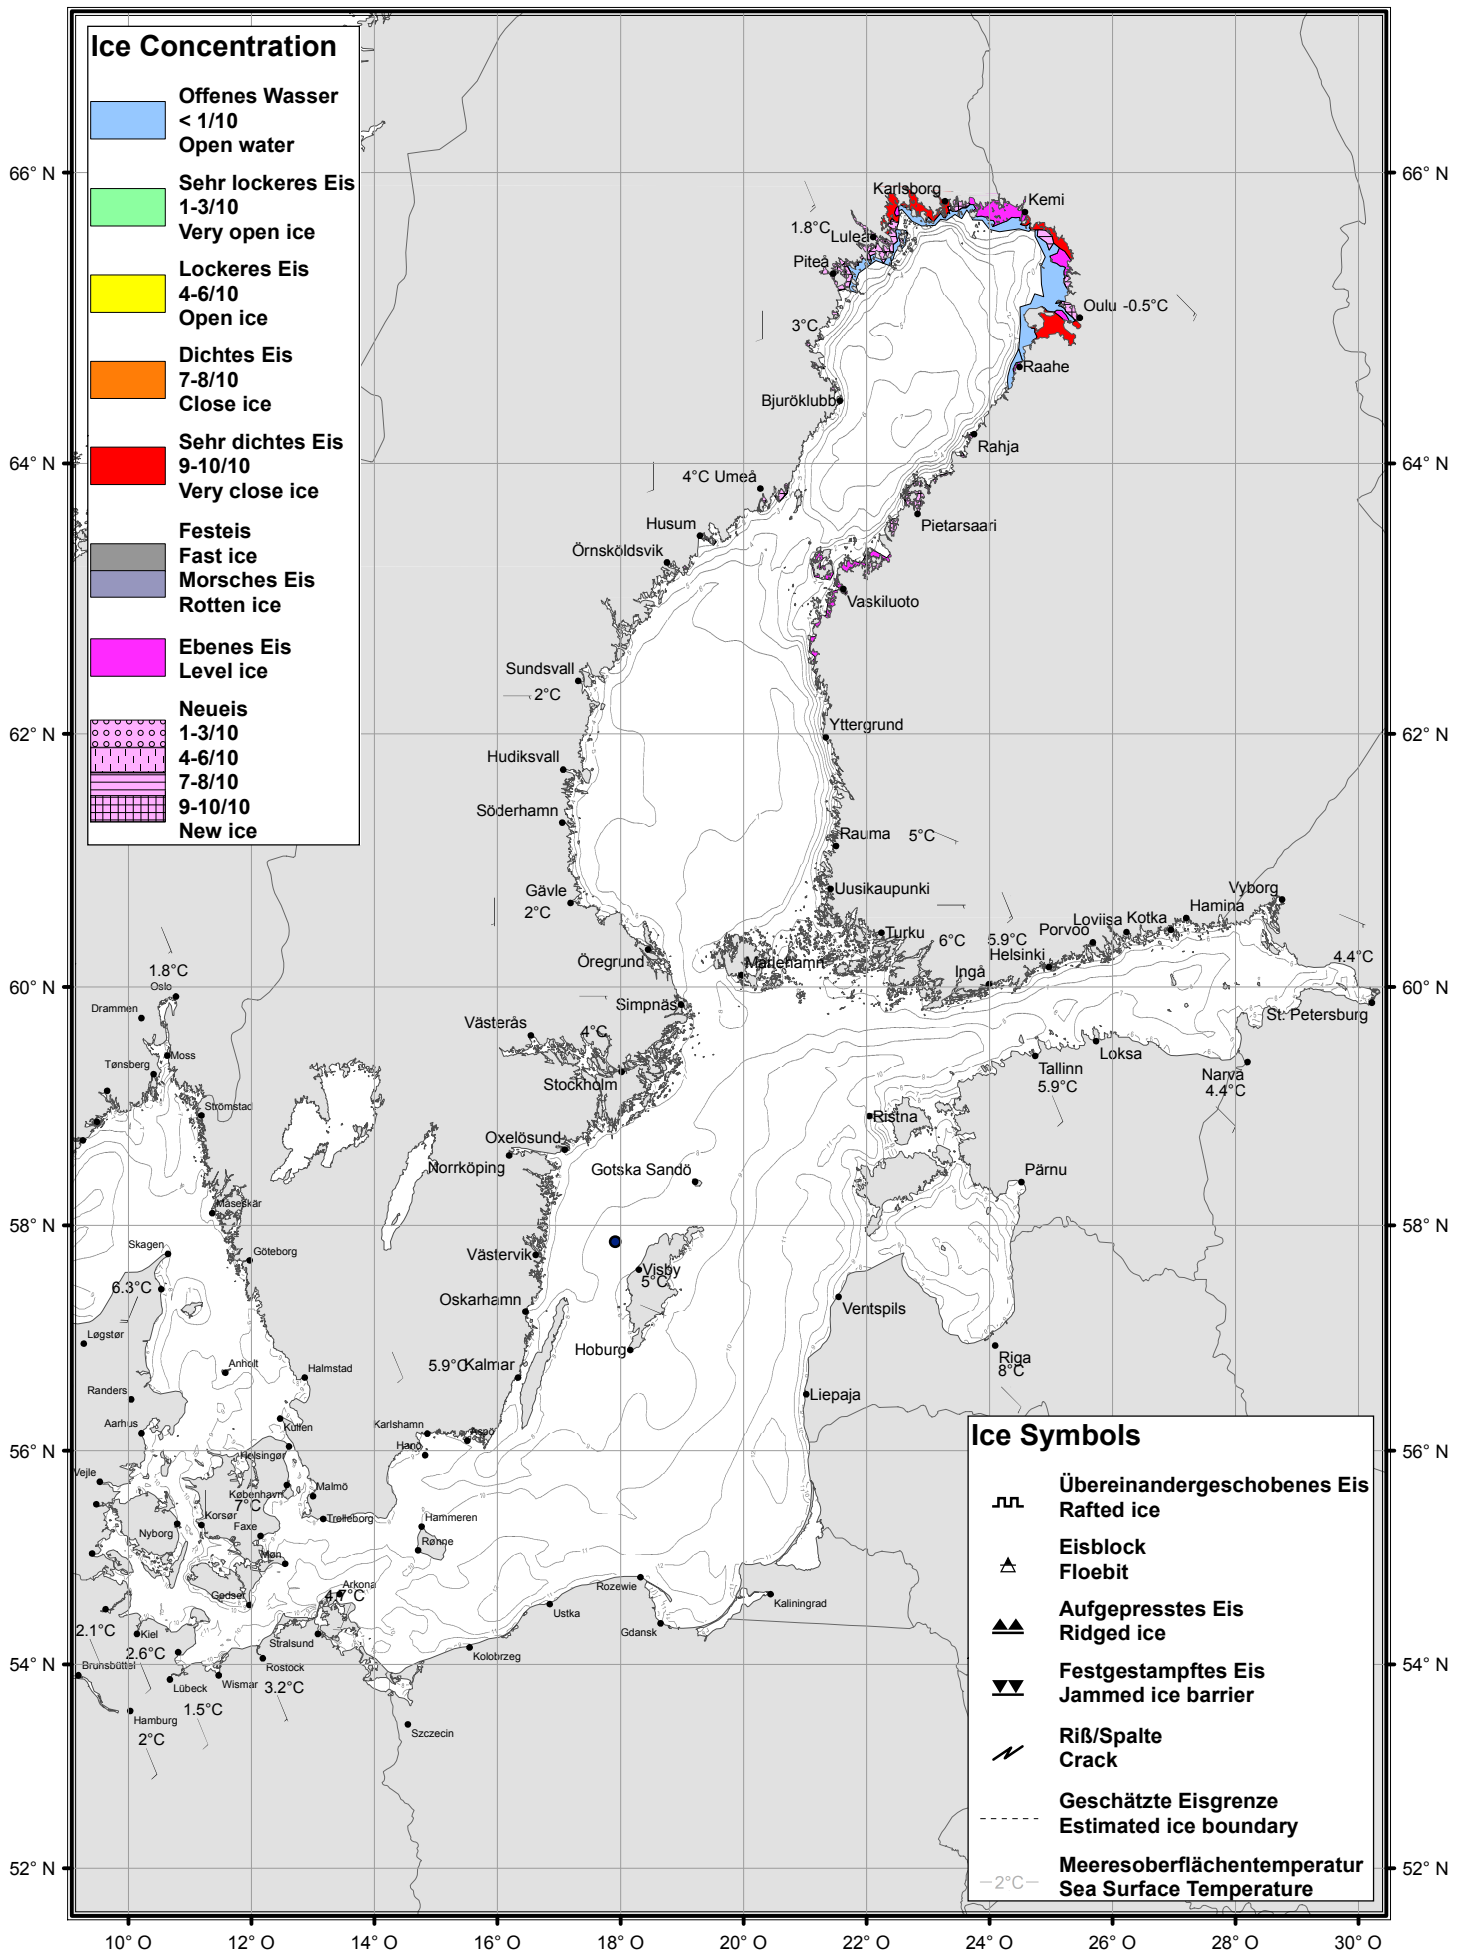 Ice Concentration
Offenes Wasser
< 1/10
Open water
Sehr lockeres Eis
1-3/10
Very open ice
Lockeres Eis
4-6/10
Open ice
Dichtes Eis
7-8/10
Close ice
Sehr dichtes Eis
9-10/10
Very close ice
Festeis
Fast ice
Morsches Eis
Rotten ice
Ebenes Eis
Level ice
Neueis
1-3/10
4-6/10
7-8/10
9-10/10
New ice
66° N
66° N
64° N
64° N
62° N
62° N
60° N
60° N
58° N
58° N
56° N
56° N
54° N
54° N
52° N
52° N
Karlsborg
Kemi
1.8°C
Luleå
Piteå
Oulu -0.5°C
3°C
Raahe
Bjuröklubb
Rahja
4°C Umeå
Pietarsaari
Husum
Örnsköldsvik
Vaskiluoto
Sundsvall
2°C
Yttergrund
Hudiksvall
Söderhamn
Rauma
5°C
Gävle
2°C
Uusikaupunki
Vyborg
Hamina
Loviisa
Kotka
Porvoo
Turku
6°C
5.9°C
Helsinki
Öregrund
Mariehamn
Ingå
4.4°C
1.8°C
Oslo
Drammen
Simpnäs
St. Petersburg
Västerås
4°C
Moss
Tønsberg
Stockholm
Tallinn
5.9°C
Loksa
Narva
4.4°C
Strömstad
Ristna
Oxelösund
Norrköping
Gotska Sandö
Pärnu
Måseskär
Skagen
Göteborg
Västervik
Visby
5°C
6.3°C
Oskarhamn
Ventspils
Løgstør
Hoburg
Riga
8°C
Anholt
Halmstad
5.9°C
Kalmar
Liepaja
Randers
Aarhus
Kullen
Karlshamn
Aspö
Hanö
Helsingør
Vejle
København
7°C
Malmö
Korsør
Faxe
Trelleborg
Hammeren
Nyborg
Rønne
Møn
Gedser
Arkona
4.7°C
Rozewie
Kaliningrad
Ustka
Gdansk
2.1°C
Kiel
Stralsund
2.6°C
Kolobrzeg
Brunsbüttel
Rostock
3.2°C
Lübeck
Wismar
1.5°C
Hamburg
2°C
Szczecin
Ice Symbols
Übereinandergeschobenes Eis
Rafted ice
Eisblock
Floebit
Aufgepresstes Eis
Ridged ice
Festgestampftes Eis
Jammed ice barrier
Riß/Spalte
Crack
Geschätzte Eisgrenze
Estimated ice boundary
2°C
Meeresoberflächentemperatur
Sea Surface Temperature
10° O
12° O
14° O
16° O
18° O
20° O
22° O
24° O
26° O
28° O
30° O